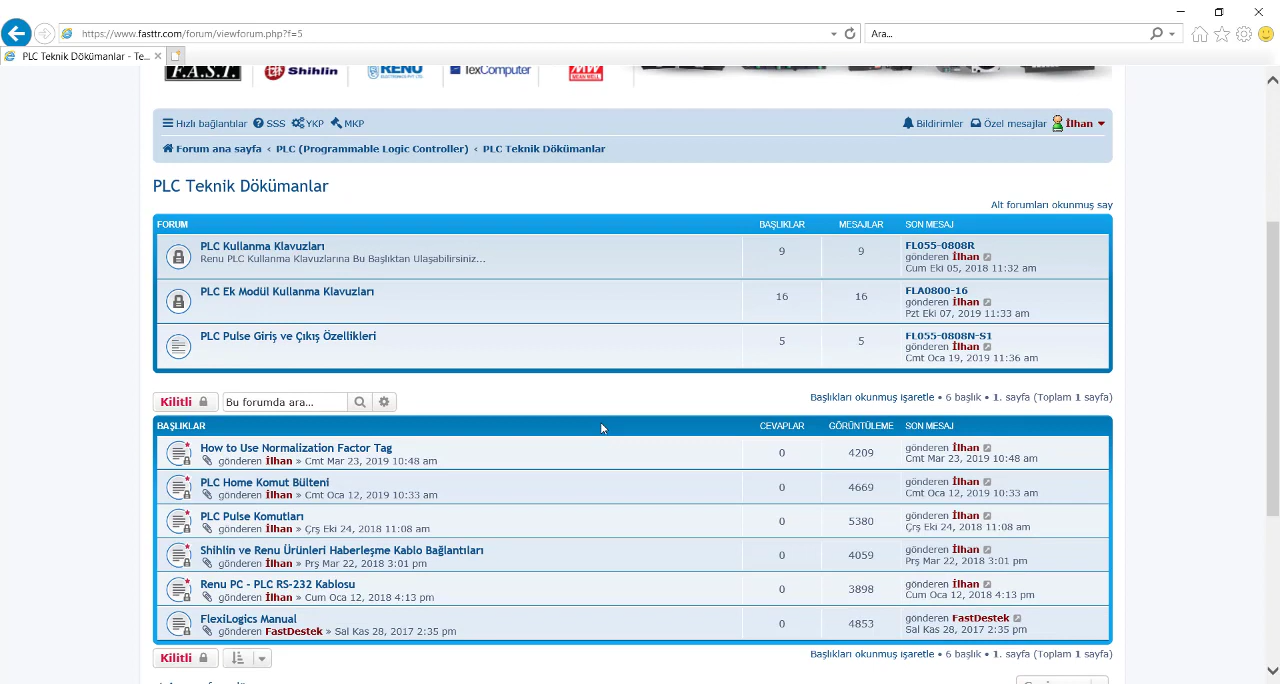 https://www.fasttr.com/forum/viewforum.php?f=5
Ara...
PLC Teknik Dökümanlar - Te...
F.A.S.T.
Shihlin
RENU
TexComputer
MW
Hızlı bağlantılar SSS YKP MKP
Bildirimler Özel mesajlar İlhan
Forum ana sayfa ‹ PLC (Programmable Logic Controller) ‹ PLC Teknik Dökümanlar
PLC Teknik Dökümanlar
Alt forumları okunmuş say
FORUM BAŞLIKLAR MESAJLAR SON MESAJ
PLC Kullanma Klavuzları
Renu PLC Kullanma Klavuzlarına Bu Başlıktan Ulaşabilirsiniz...
9 9
FL055-0808R
gönderen İlhan
Cum Eki 05, 2018 11:32 am
PLC Ek Modül Kullanma Klavuzları
16 16
FLA0800-16
gönderen İlhan
Pzt Eki 07, 2019 11:33 am
PLC Pulse Giriş ve Çıkış Özellikleri
5 5
FL055-0808N-S1
gönderen İlhan
Cmt Oca 19, 2019 11:36 am
Kilitli Bu forumda ara...
Başlıkları okunmuş işaretle • 6 başlık • 1. sayfa (Toplam 1 sayfa)
BAŞLIKLAR CEVAPLAR GÖRÜNTÜLEME SON MESAJ
How to Use Normalization Factor Tag
gönderen İlhan » Cmt Mar 23, 2019 10:48 am
0 4209
gönderen İlhan
Cmt Mar 23, 2019 10:48 am
PLC Home Komut Bülteni
gönderen İlhan » Cmt Oca 12, 2019 10:33 am
0 4669
gönderen İlhan
Cmt Oca 12, 2019 10:33 am
PLC Pulse Komutları
gönderen İlhan » Çrş Eki 24, 2018 11:08 am
0 5380
gönderen İlhan
Çrş Eki 24, 2018 11:08 am
Shihlin ve Renu Ürünleri Haberleşme Kablo Bağlantıları
gönderen İlhan » Prş Mar 22, 2018 3:01 pm
0 4059
gönderen İlhan
Prş Mar 22, 2018 3:01 pm
Renu PC - PLC RS-232 Kablosu
gönderen İlhan » Cum Oca 12, 2018 4:13 pm
0 3898
gönderen İlhan
Cum Oca 12, 2018 4:13 pm
FlexiLogics Manual
gönderen FastDestek » Sal Kas 28, 2017 2:35 pm
0 4853
gönderen FastDestek
Sal Kas 28, 2017 2:35 pm
Kilitli
Başlıkları okunmuş işaretle • 6 başlık • 1. sayfa (Toplam 1 sayfa)